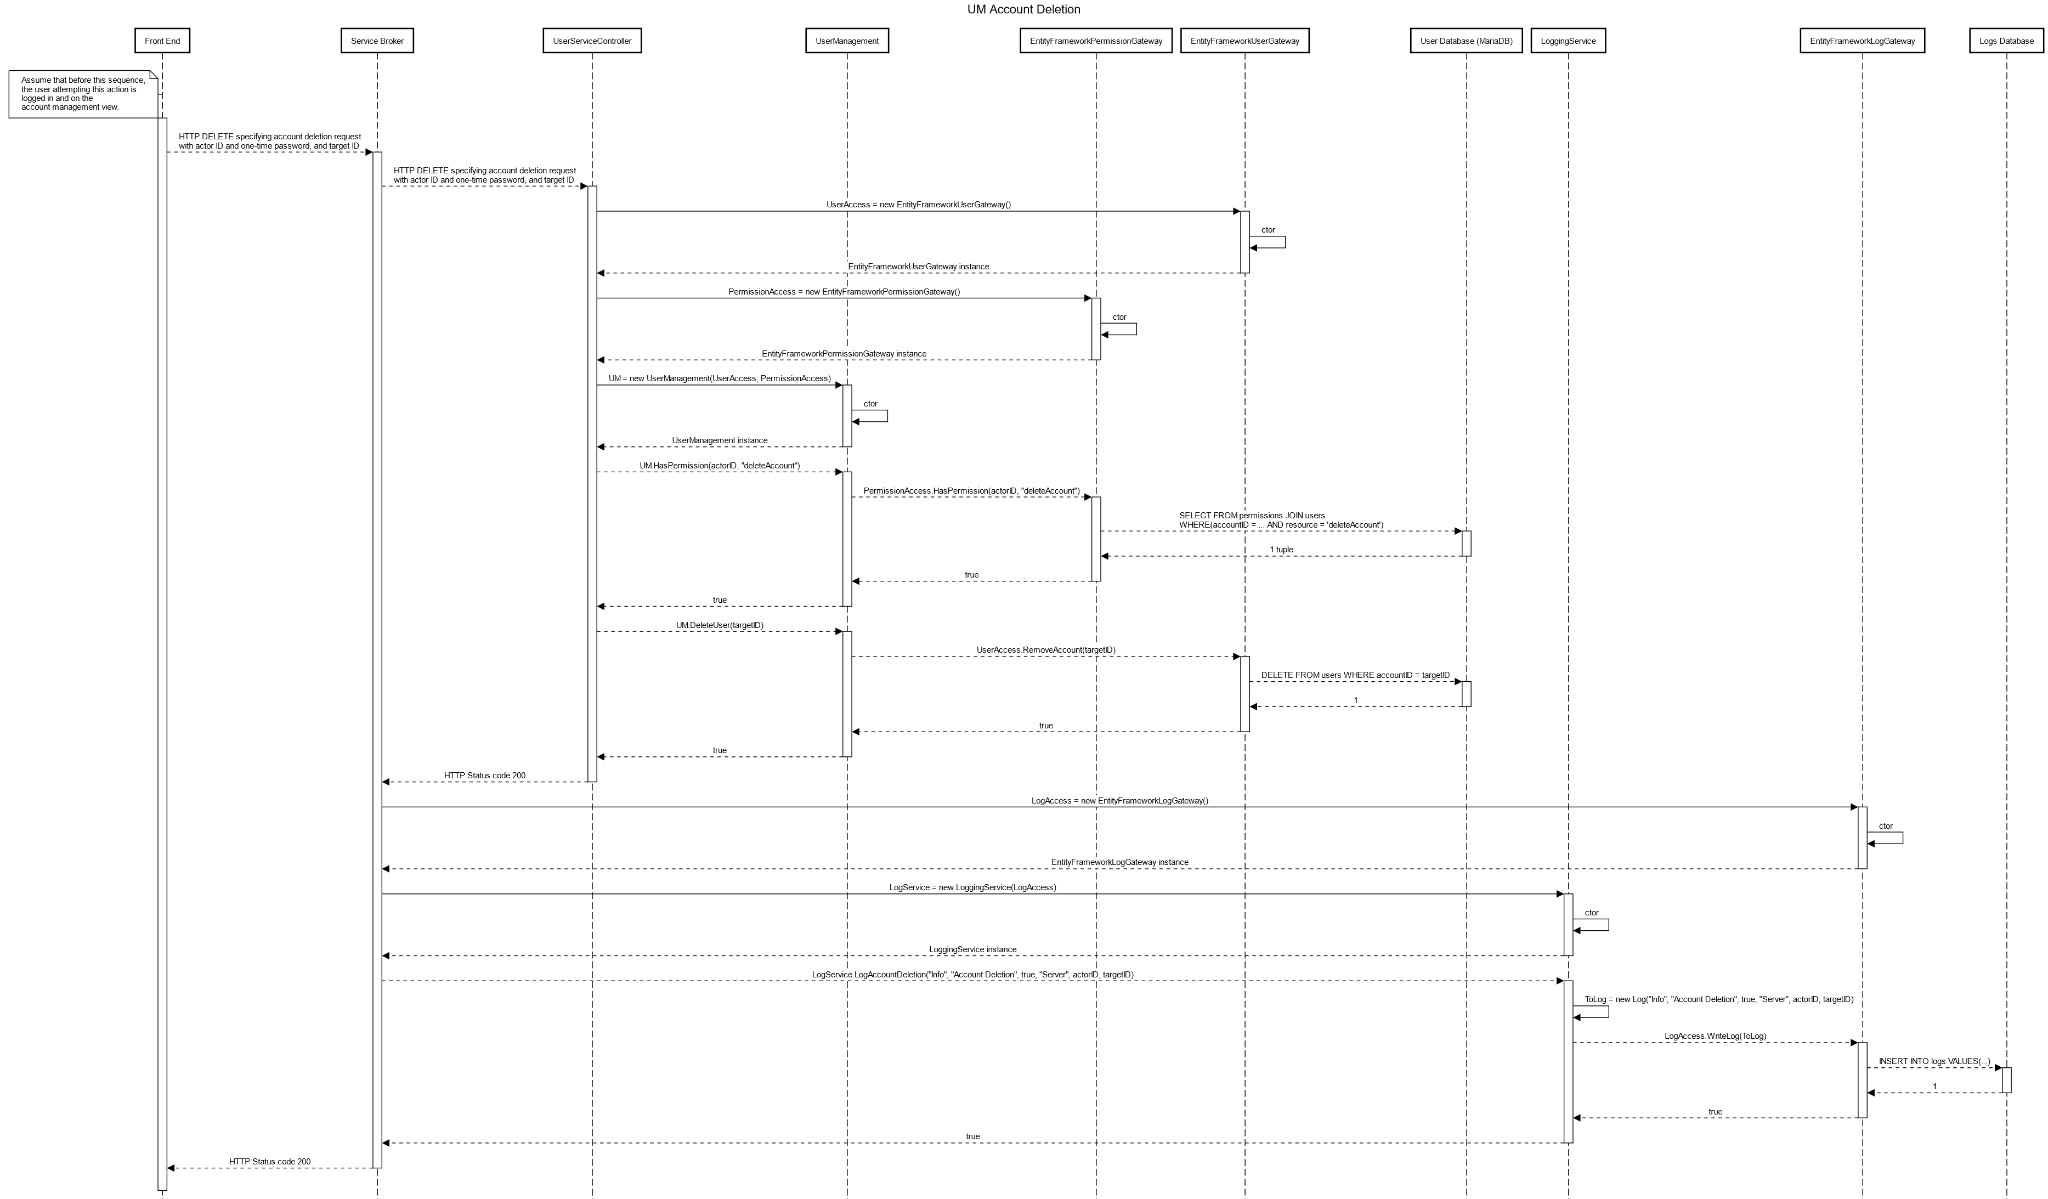 UM Account Deletion
Front End
Service Broker
UserServiceController
UserManagement
EntityFrameworkPermissionGateway
EntityFrameworkUserGateway
User Database (MariaDB)
LoggingService
EntityFrameworkLogGateway
Logs Database
Assume that before this sequence,
the user attempting this action is
logged in and on the
account management view.
HTTP DELETE specifying account deletion request
with actor ID and one-time password, and target ID
HTTP DELETE specifying account deletion request
with actor ID and one-time password, and target ID
UserAccess = new EntityFrameworkUserGateway()
ctor
EntityFrameworkUserGateway instance
PermissionAccess = new EntityFrameworkPermissionGateway()
ctor
EntityFrameworkPermissionGateway instance
UM = new UserManagement(UserAccess, PermissionAccess)
ctor
UserManagement instance
UM.HasPermission(actorID, "deleteAccount")
PermissionAccess.HasPermission(actorID, "deleteAccount")
SELECT FROM permissions JOIN users
WHERE(accountID = ... AND resource = 'deleteAccount')
1 tuple
true
true
UM.DeleteUser(targetID)
UserAccess.RemoveAccount(targetID)
DELETE FROM users WHERE accountID = targetID
1
true
true
HTTP Status code 200
LogAccess = new EntityFrameworkLogGateway()
ctor
EntityFrameworkLogGateway instance
LogService = new LoggingService(LogAccess)
ctor
LoggingService instance
LogService.LogAccountDeletion("Info", "Account Deletion", true, "Server", actorID, targetID)
ToLog = new Log("Info", "Account Deletion", true, "Server", actorID, targetID)
LogAccess.WriteLog(ToLog)
INSERT INTO logs VALUES(...)
1
true
true
HTTP Status code 200